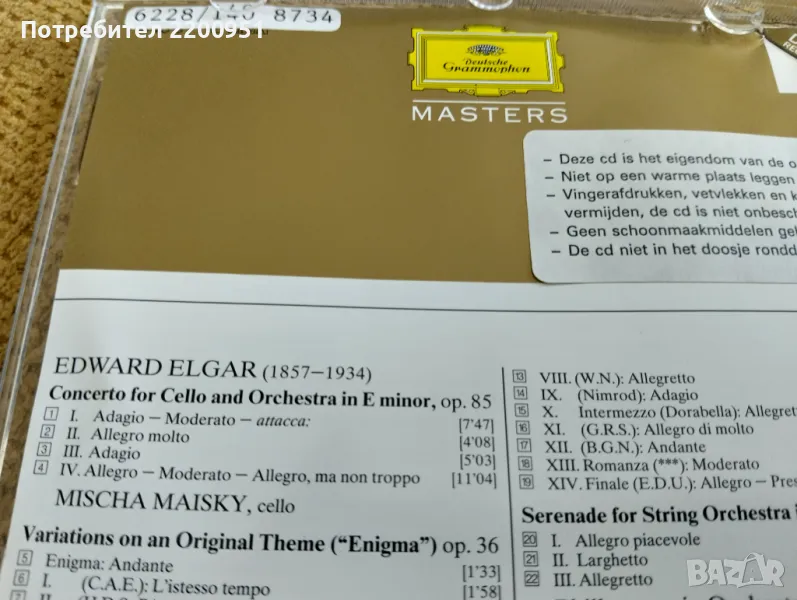 Потребител 2200951
6228/140 8734
Deutsche
Grammophon
MASTERS
– Deze cd is het eigendom van de
– Niet op een warme plaats leggen
– Vingerafdrukken, vetvlekken en
vermijden, de cd is niet
– Geen schoonmaakmiddelen
– De cd niet in het doosje
EDWARD ELGAR (1857–1934)
Concerto for Cello and Orchestra in E minor, op. 85
1 I. Adagio – Moderato – attacca: [7'47]
2 II. Allegro molto [4'08]
3 III. Adagio [5'03]
4 IV. Allegro – Moderato – Allegro, ma non troppo [11'04]
MISCHA MAISKY, cello
Variations on an Original Theme (“Enigma”) op. 36
5 Enigma: Andante [1'33]
6 I. (C.A.E.): L'istesso tempo [1'58]
7 II.
13 VIII. (W.N.): Allegretto
14 IX. (Nimrod): Adagio
15 X. Intermezzo (Dorabella):
16 XI. (G.R.S.): Allegro di molto
17 XII. (B.G.N.): Andante
18 XIII. Romanza (***): Moderato
19 XIV. Finale (E.D.U.): Allegro –
Serenade for String Orchestra
20 I. Allegro piacevole
21 II. Larghetto
22 III. Allegretto
BAZAR